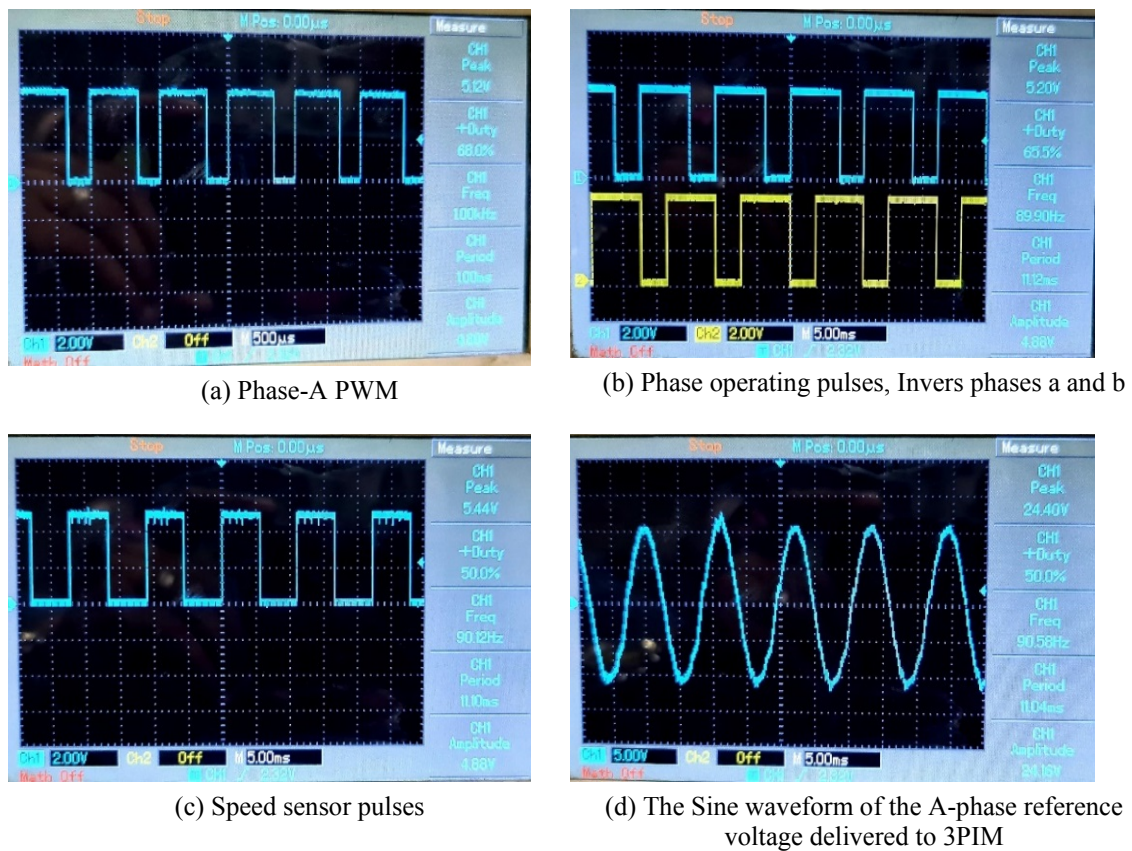 Stop M Pos: 0.00µs Measure
CH1
Peak
5.12V
CH1
+Duty
68.0%
CH1
Freq
1.00kHz
CH1
Period
1.00ms
CH1
Amplitude
Ch1 2.00V Ch2 Off M 500µs
Math Off
(a) Phase-A PWM
Stop M Pos: 0.00µs Measure
CH1
Peak
5.20V
CH1
+Duty
65.5%
CH1
Freq
89.90Hz
CH1
Period
11.12ms
CH1
Amplitude
4.88V
Ch1 2.00V Ch2 2.00V M 5.00ms
Math Off
(b) Phase operating pulses, Invers phases a and b
Stop M Pos: 0.00µs Measure
CH1
Peak
5.44V
CH1
+Duty
50.0%
CH1
Freq
90.12Hz
CH1
Period
11.10ms
CH1
Amplitude
4.88V
Ch1 2.00V Ch2 Off M 5.00ms
Math Off
(c) Speed sensor pulses
Stop M Pos: 0.00µs Measure
CH1
Peak
24.40V
CH1
+Duty
50.0%
CH1
Freq
90.58Hz
CH1
Period
11.04ms
CH1
Amplitude
24.16V
Ch1 5.00V Ch2 Off M 5.00ms
Math Off
(d) The Sine waveform of the A-phase reference
voltage delivered to 3PIM